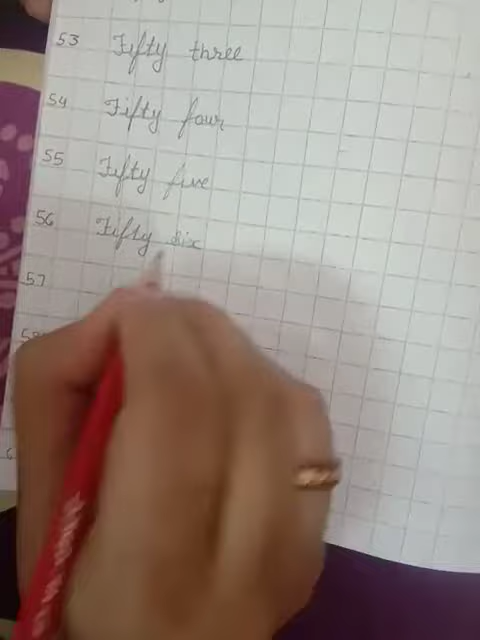 53 Fifty three
54 Fifty four
55 Fifty five
56 Fifty six
57